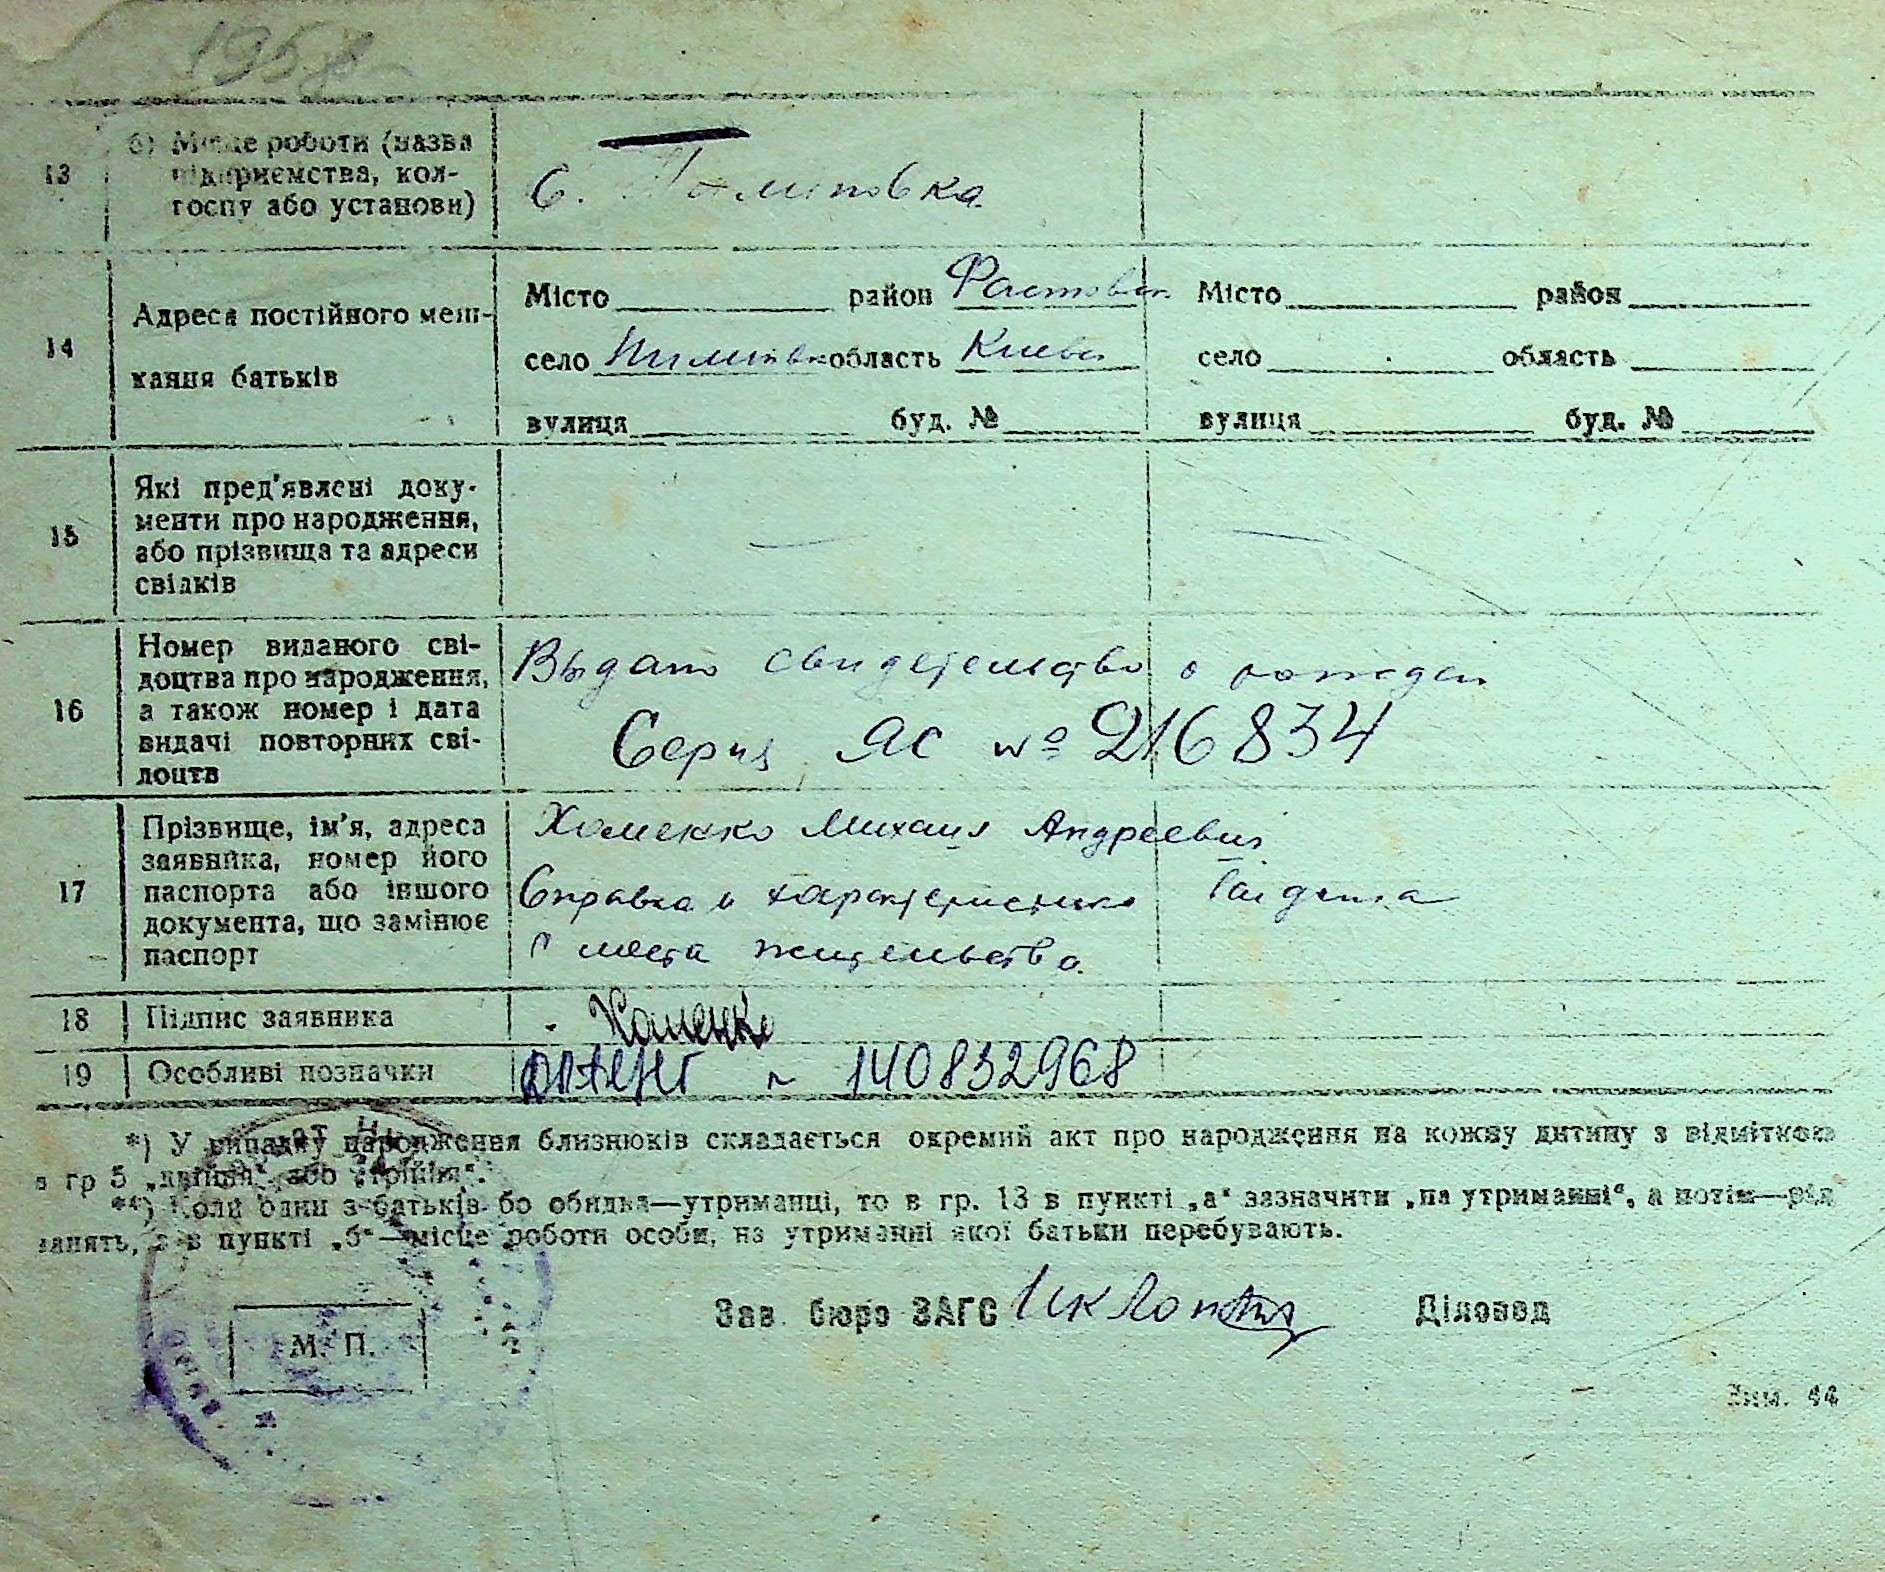 195
13
б) Місце роботи (назва
підприємства, кол-
госпу або установи)
с.
14
Адреса постійного меш-
кання батьків
Місто район Фастовск.
село область Киевск
вулиця буд. №
Місто район
село область
вулиця буд. №
15
Які пред'явлені доку-
менти про народження,
або прізвища та адреси
свідків
—
—
16
Номер виданого сві-
доцтва про народження,
а також номер і дата
видачі повторних сві-
доцтв
Выдано свидетельство о рожден
Серия ЯС № 216834
17
Прізвище, ім'я, адреса
заявника, номер його
паспорта або іншого
документа, що замінює
паспорт
Хоменко Михаил Андреевич
Справка и характеристика
с места жительства
18
Підпис заявника
Хоменко
19
Особливі позначки
140832968
*) У випадку народження близнюків складається окремий акт про народження на кожну дитину з відміткою
в гр 5 „двійня“ або „трійня“.
**) Коли один з батьків бо обидва—утриманці, то в гр. 13 в пункті „а“ зазначити „на утриманні“, а потім—рід
занять, а в пункті „б“—місце роботи особи, на утриманні якої батьки перебувають.
Зав. бюро ЗАГС
Діловод
М. П.
Зам. 44